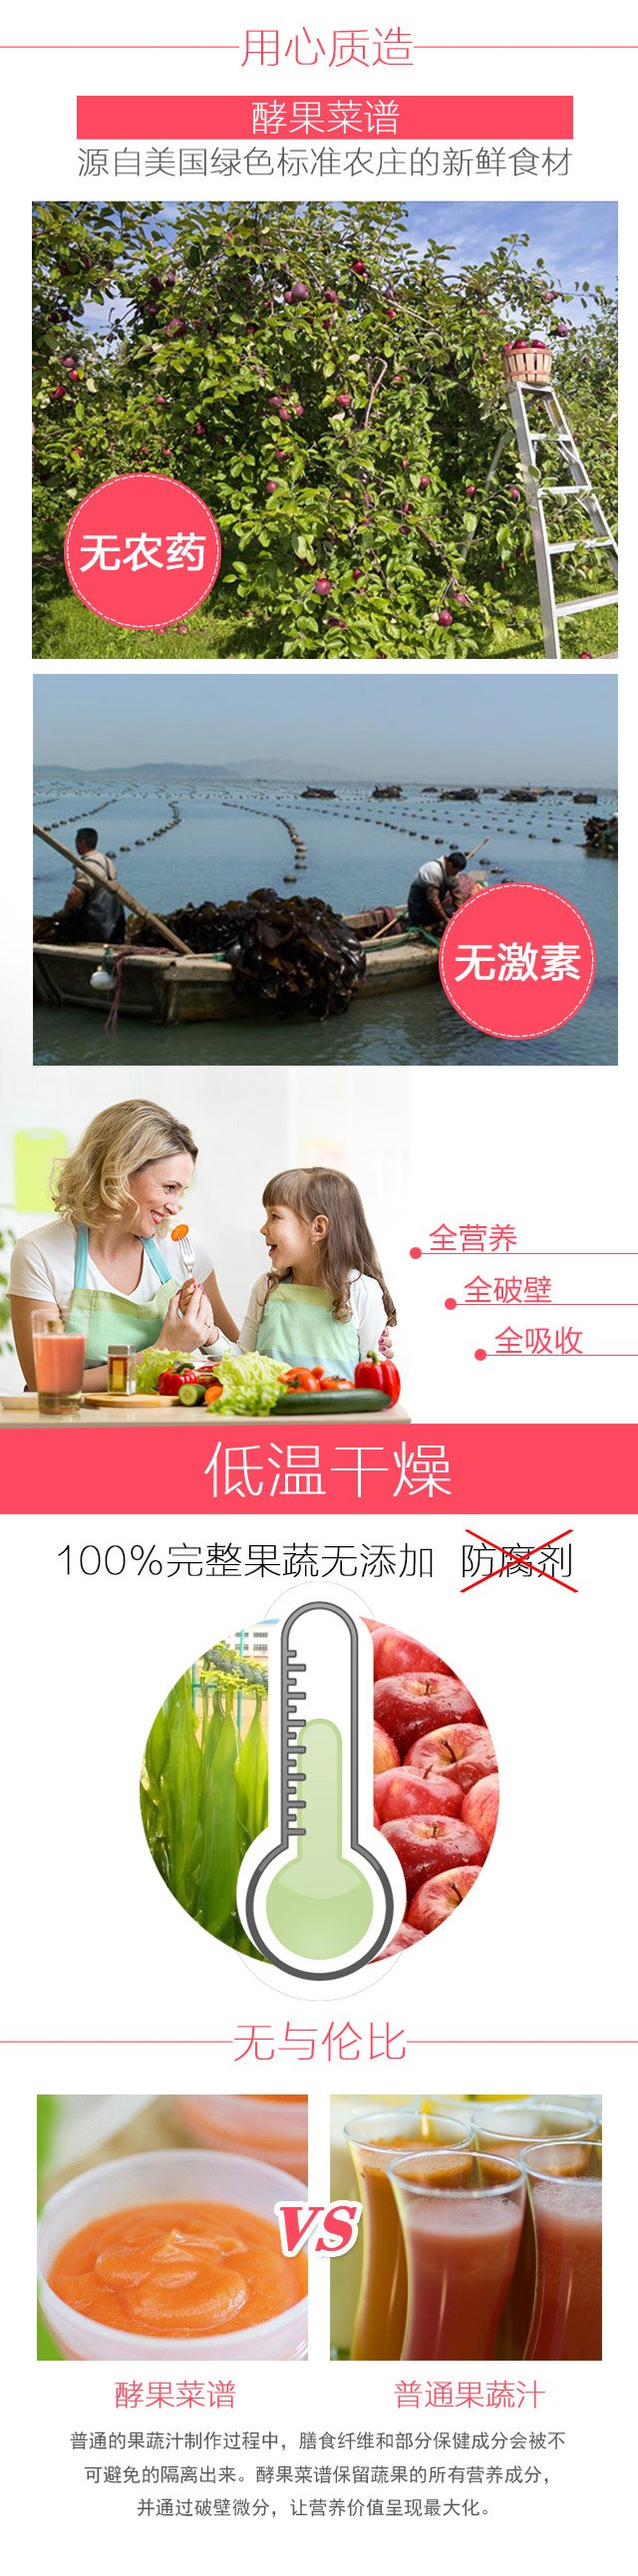 用心质造
酵果菜谱
源自美国绿色标准农庄的新鲜食材
无农药
无激素
全营养
全破壁
全吸收
低温干燥
100%完整果蔬无添加 防腐剂
无与伦比
VS
酵果菜谱 普通果蔬汁
普通的果蔬汁制作过程中，膳食纤维和部分保健成分会被不
可避免的隔离出来。酵果菜谱保留蔬果的所有营养成分，
并通过破壁微分，让营养价值呈现最大化。